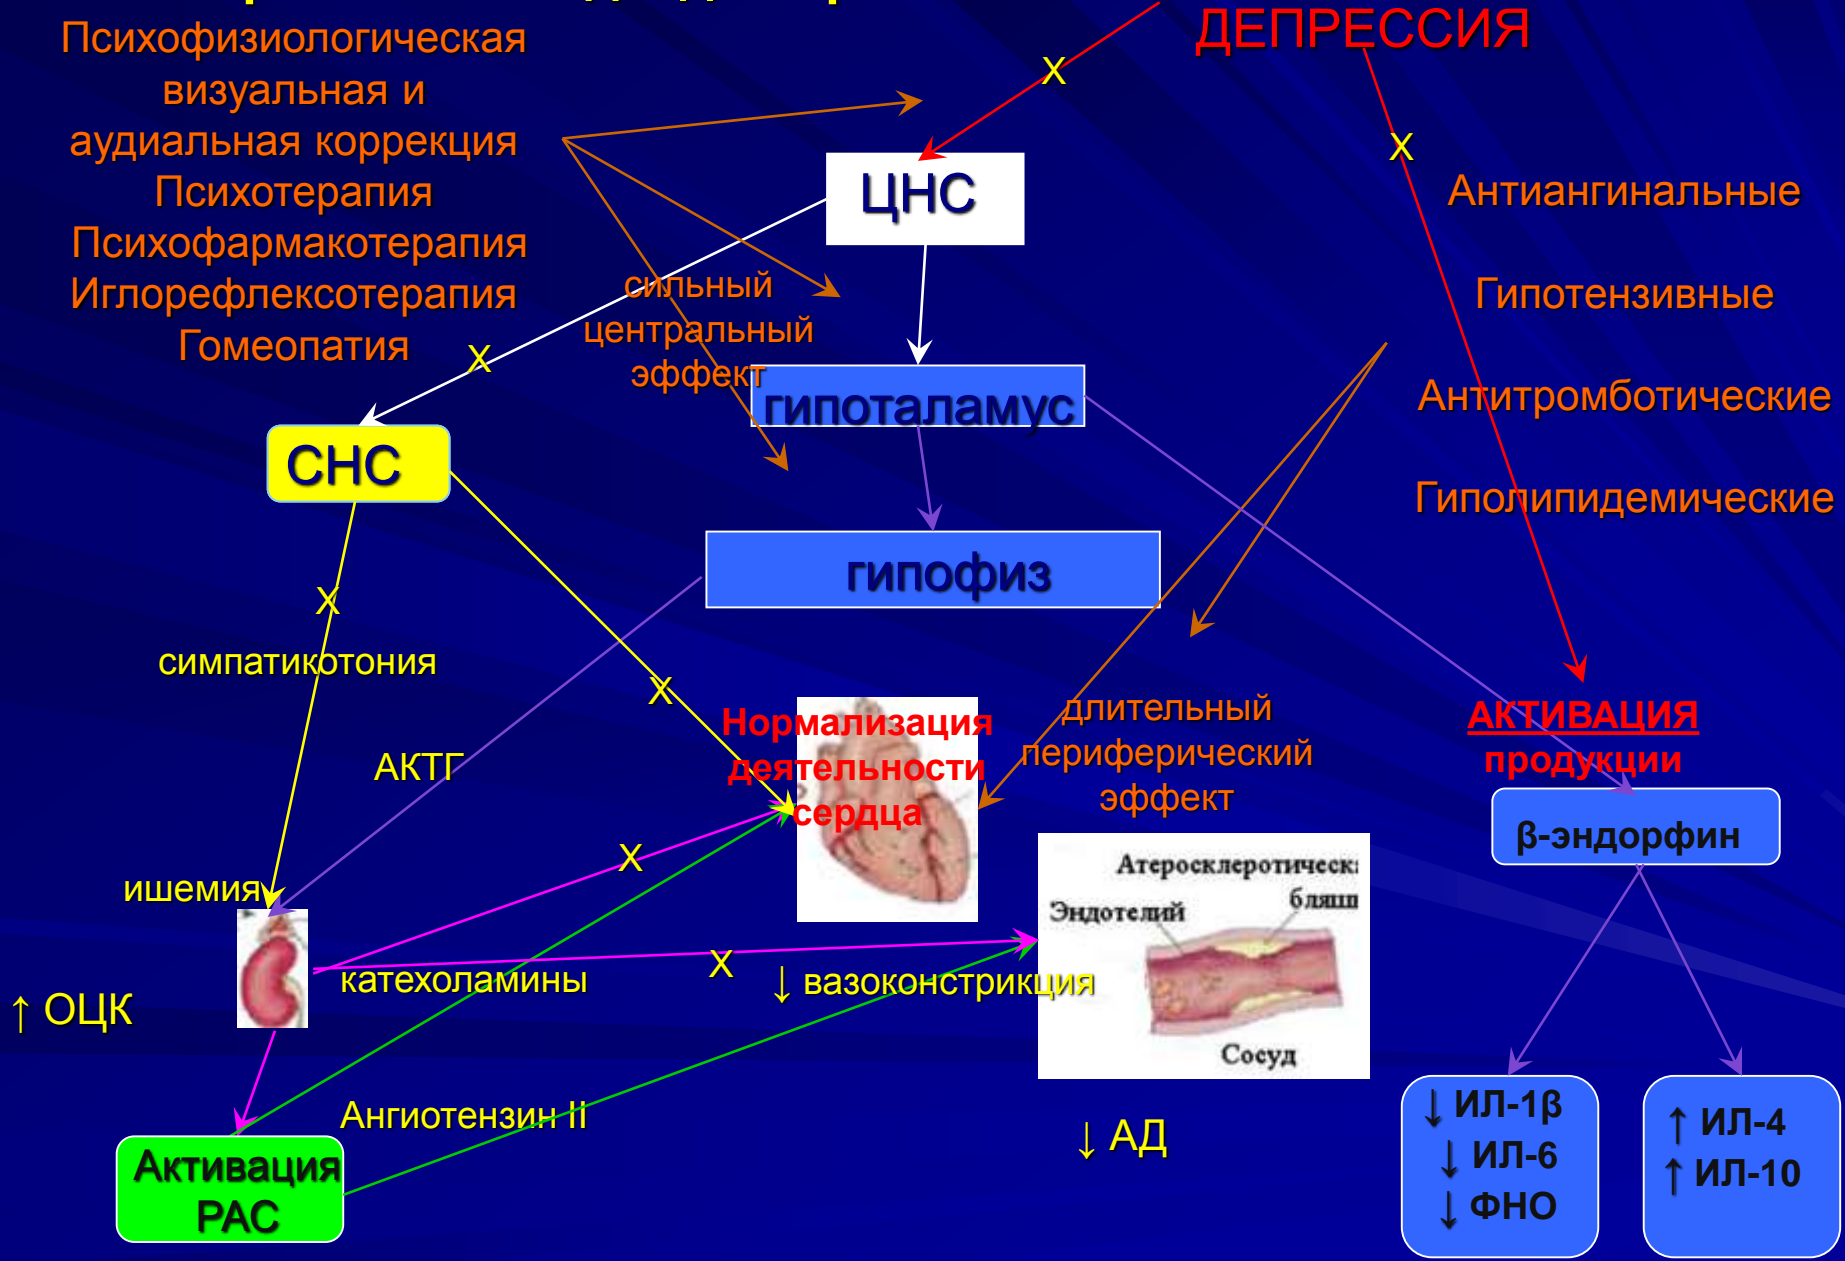 ДЕПРЕССИЯ
Психофизиологическая
визуальная и
аудиальная коррекция
Психотерапия
Психофармакотерапия
Иглорефлексотерапия
Гомеопатия
X
X
ЦНС
Антиангинальные
Гипотензивные
Антитромботические
Гиполипидемические
сильный
центральный
эффект
X
гипоталамус
СНС
гипофиз
X
симпатикотония
X
АКТГ
Нормализация
деятельности
сердца
длительный
периферический
эффект
АКТИВАЦИЯ
продукции
β-эндорфин
X
ишемия
Атеросклеротическ
бляшк
Эндотелий
Сосуд
катехоламины
X
↓ вазоконстрикция
↑ ОЦК
Ангиотензин II
↓ АД
Активация
РАС
↓ ИЛ-1β
↓ ИЛ-6
↓ ФНО
↑ ИЛ-4
↑ ИЛ-10